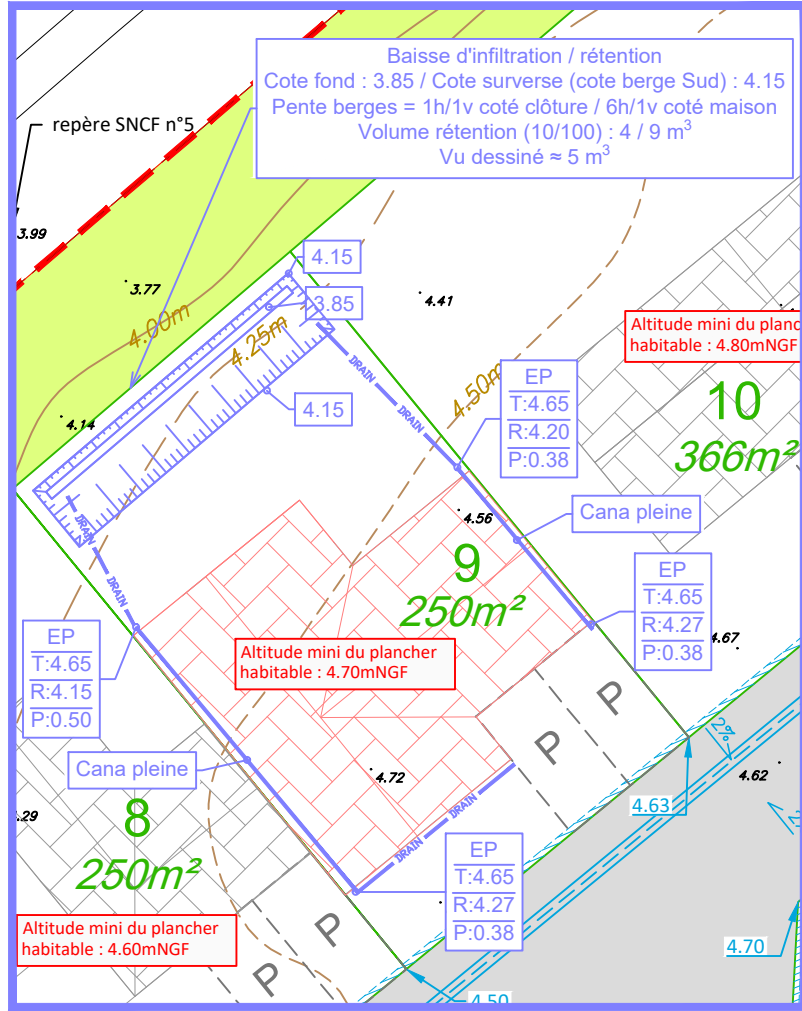 Baisse d'infiltration / rétention
Cote fond : 3.85 / Cote surverse (cote berge Sud) : 4.15
Pente berges = 1h/1v coté clôture / 6h/1v coté maison
Volume rétention (10/100) : 4 / 9 m³
Vu dessiné ≈ 5 m³
repère SNCF n°5
3.99
3.77
4.15
3.85
4.41
4.00m
4.25m
4.50m
Altitude mini du planc
habitable : 4.80mNGF
10
366m²
4.14
4.15
DRAIN
DRAIN
EP
T:4.65
R:4.20
P:0.38
Cana pleine
4.56
9
250m²
DRAIN
DRAIN
EP
T:4.65
R:4.27
P:0.38
4.67
EP
T:4.65
R:4.15
P:0.50
Altitude mini du plancher
habitable : 4.70mNGF
P
P
2%
4.62
Cana pleine
4.72
4.63
.29
8
250m²
DRAIN
DRAIN
EP
T:4.65
R:4.27
P:0.38
Altitude mini du plancher
habitable : 4.60mNGF
P
P
4.70
4.50